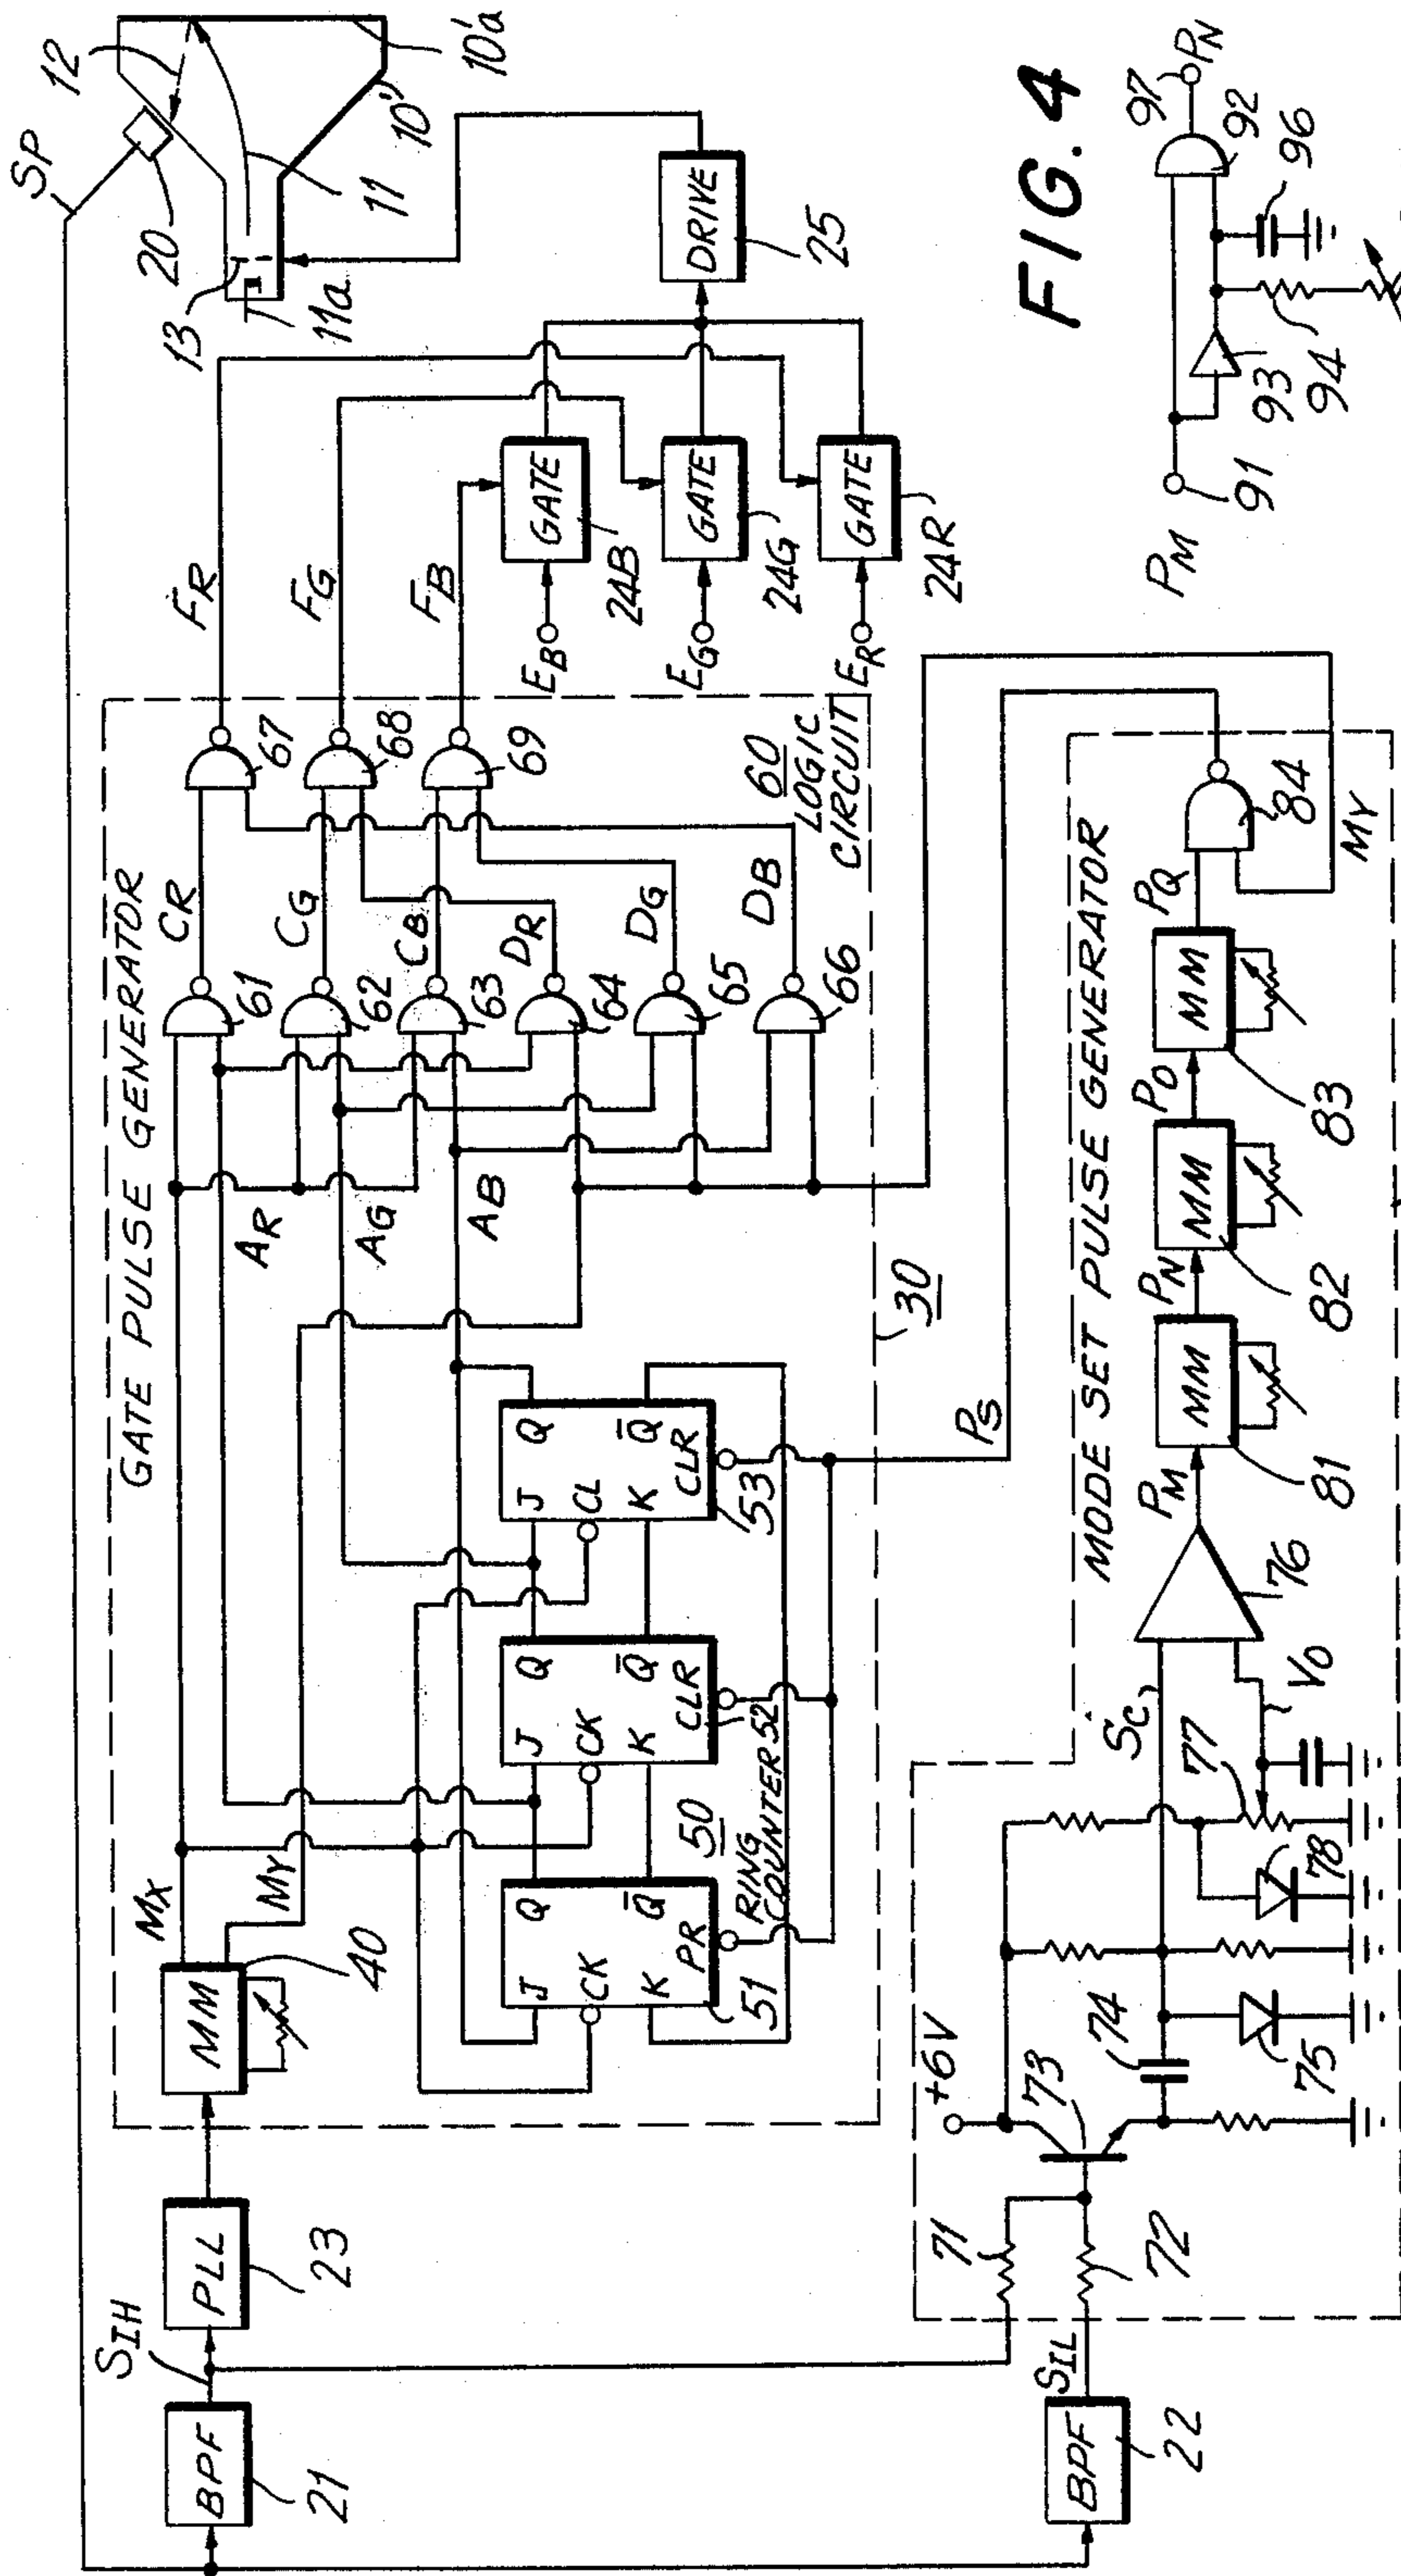 SP
12
20
13
11
11a
10'
10'a
DRIVE
25
FR
FG
FB
GATE
24B
GATE
24G
GATE
24R
EB
EG
ER
GATE PULSE GENERATOR
60
LOGIC
CIRCUIT
CR
67
CG
68
CB
69
DR
DG
DB
61
62
63
64
65
66
AR
AG
AB
30
MX
MY
MM
40
J Q
CK
K Q̅
PR
51
50
RING
COUNTER
J Q
CK
K Q̅
CLR
52
J Q
CL
K Q̅
CLR
53
PS
SIH
PLL
23
BPF
21
BPF
22
SIL
71
72
+6V
73
74
75
78
77
SC
VO
76
MODE SET PULSE GENERATOR
PM
MM
81
PN
MM
82
PO
MM
83
PQ
84
MY
FIG. 4
PM
91
93
94
96
92
97
PN